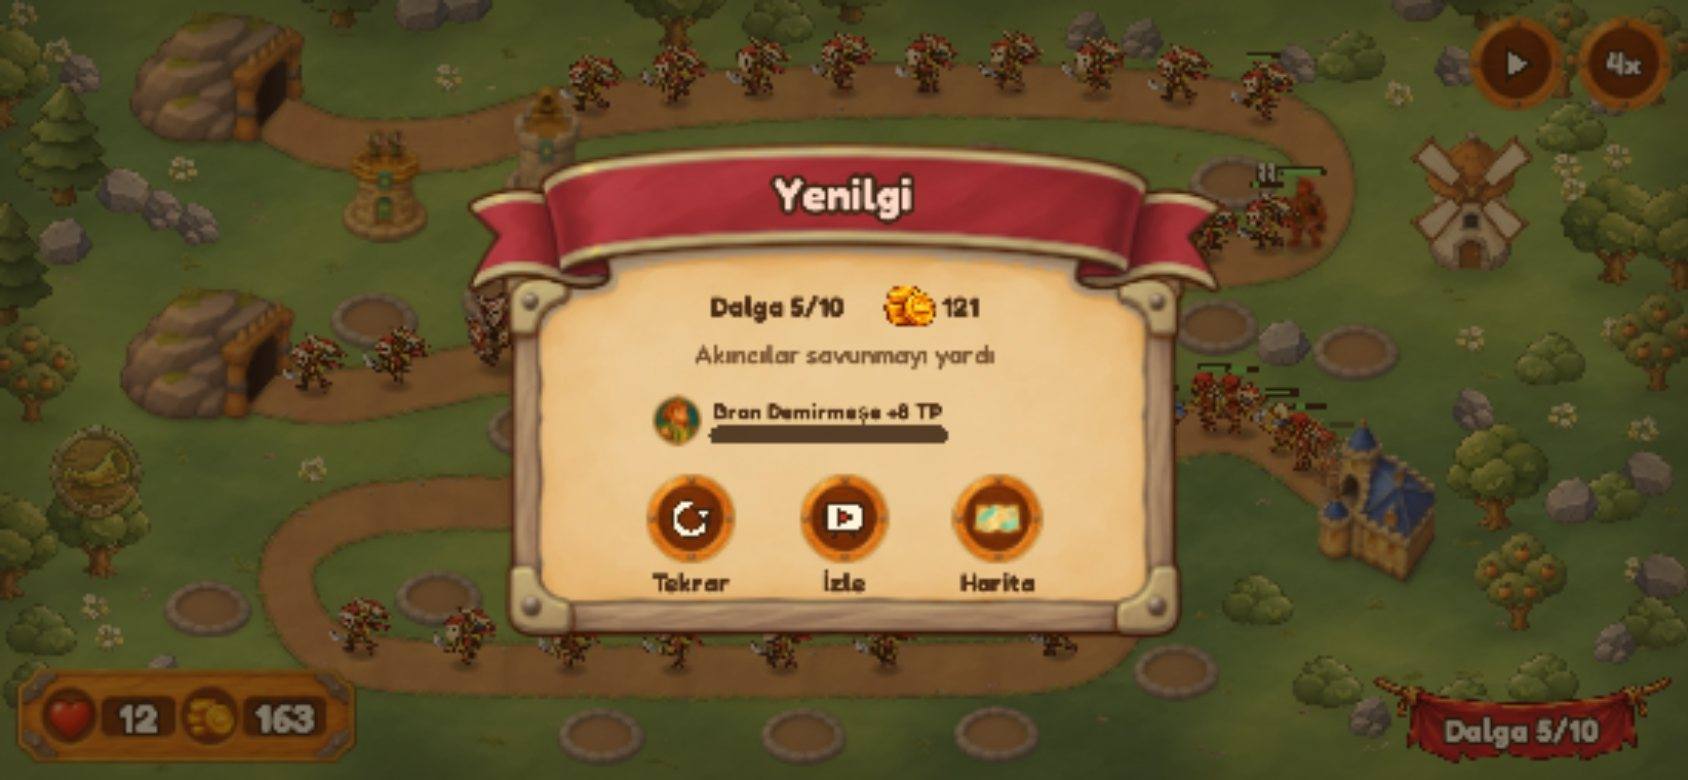 4x
Yenilgi
Dalga 5/10 121
Akıncılar savunmayı yardı
Bran Demirmeşe +8 TP
Tekrar İzle Harita
12 163
Dalga 5/10